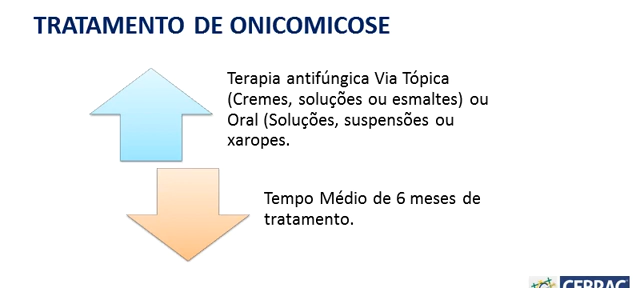 TRATAMENTO DE ONICOMICOSE
Terapia antifúngica Via Tópica
(Cremes, soluções ou esmaltes) ou
Oral (Soluções, suspensões ou
xaropes.
Tempo Médio de 6 meses de
tratamento.
CEBRAC